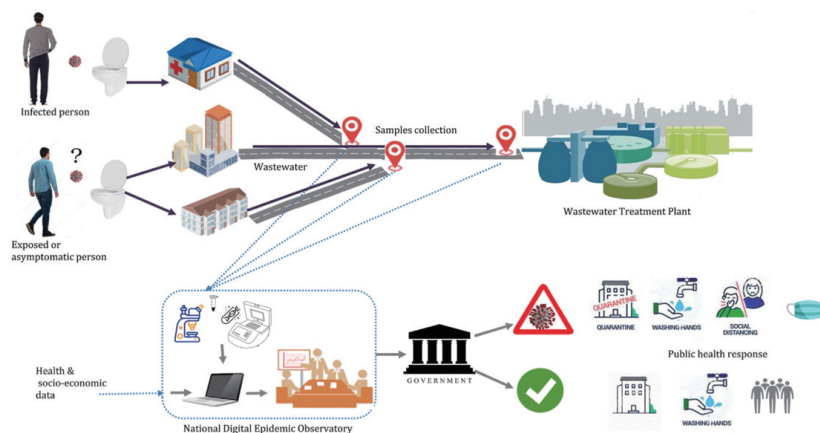 Infected person
?
Exposed or
asymptomatic person
Wastewater
Samples collection
Wastewater Treatment Plant
Health &
socio-economic
data
National Digital Epidemic Observatory
GOVERNMENT
QUARANTINE
QUARANTINE
WASHING HANDS
SOCIAL
DISTANCING
Public health response
WASHING HANDS